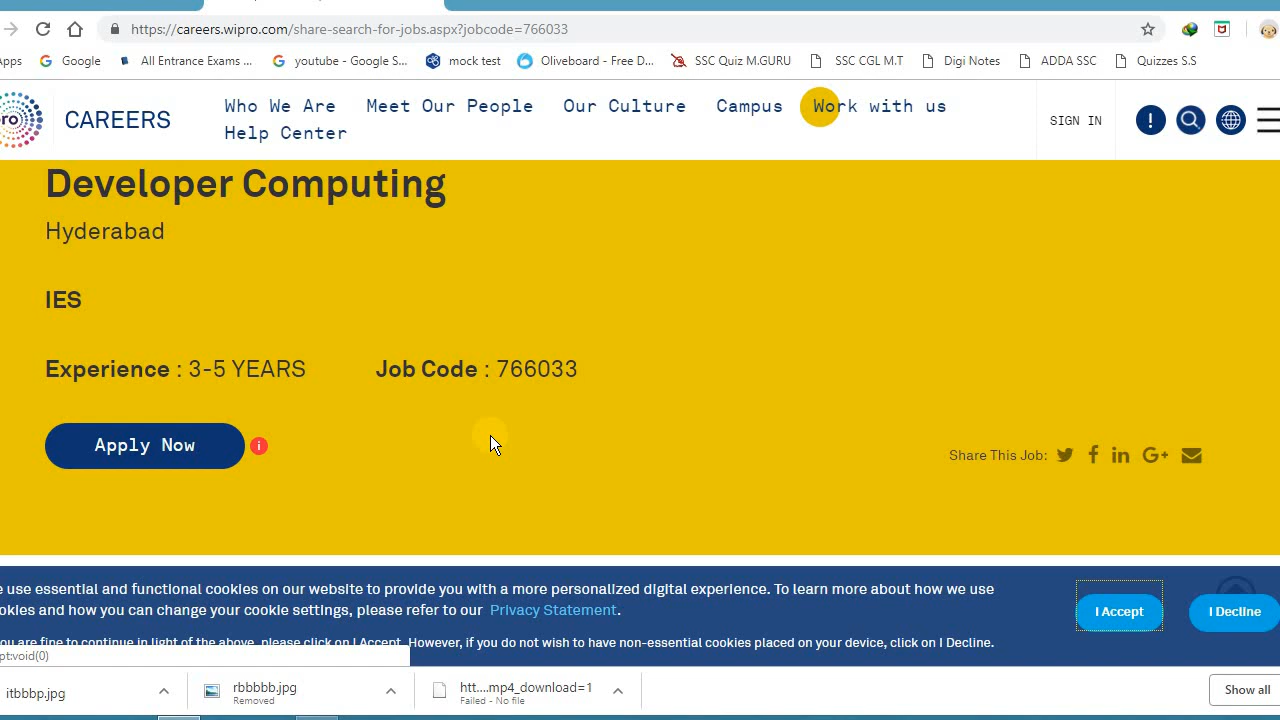 https://careers.wipro.com/share-search-for-jobs.aspx?jobcode=766033
pps Google All Entrance Exams ... youtube - Google S... mock test Oliveboard - Free D... SSC Quiz M.GURU SSC CGL M.T Digi Notes ADDA SSC Quizzes S.S
ro CAREERS Who We Are Meet Our People Our Culture Campus Work with us SIGN IN
Help Center
Developer Computing
Hyderabad
IES
Experience : 3-5 YEARS Job Code : 766033
Apply Now i
Share This Job: G+
e use essential and functional cookies on our website to provide you with a more personalized digital experience. To learn more about how we use
okies and how you can change your cookie settings, please refer to our Privacy Statement.
I Accept I Decline
ou are fine to continue in light of the above, please click on I Accept. However, if you do not wish to have non-essential cookies placed on your device, click on I Decline.
pt:void(0)
itbbbp.jpg
rbbbbb.jpg
Removed
htt....mp4_download=1
Failed - No file
Show all